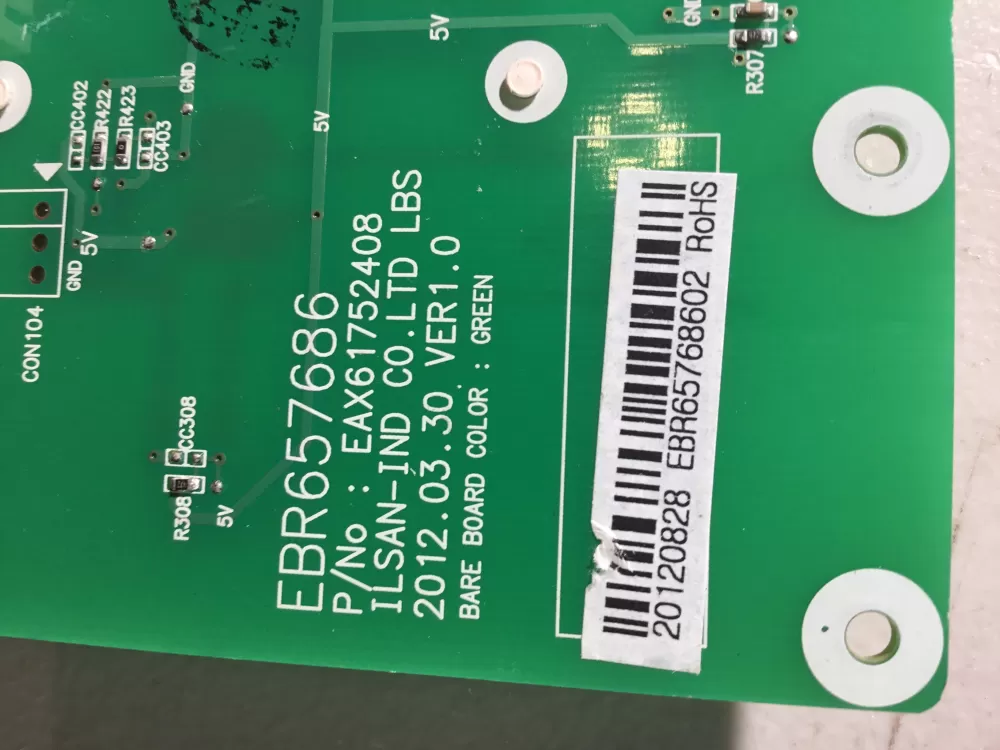 EBR657686
P/No : EAX61752408
ILSAN-IND CO.LTD LBS
2012.03.30 VER1.0
BARE BOARD COLOR : GREEN
20120828 EBR65768602 RoHS
CC402
R422
R423
CC403
GND
5V
5V
GND
R307
5V
GND
CON104
CC308
R308
5V